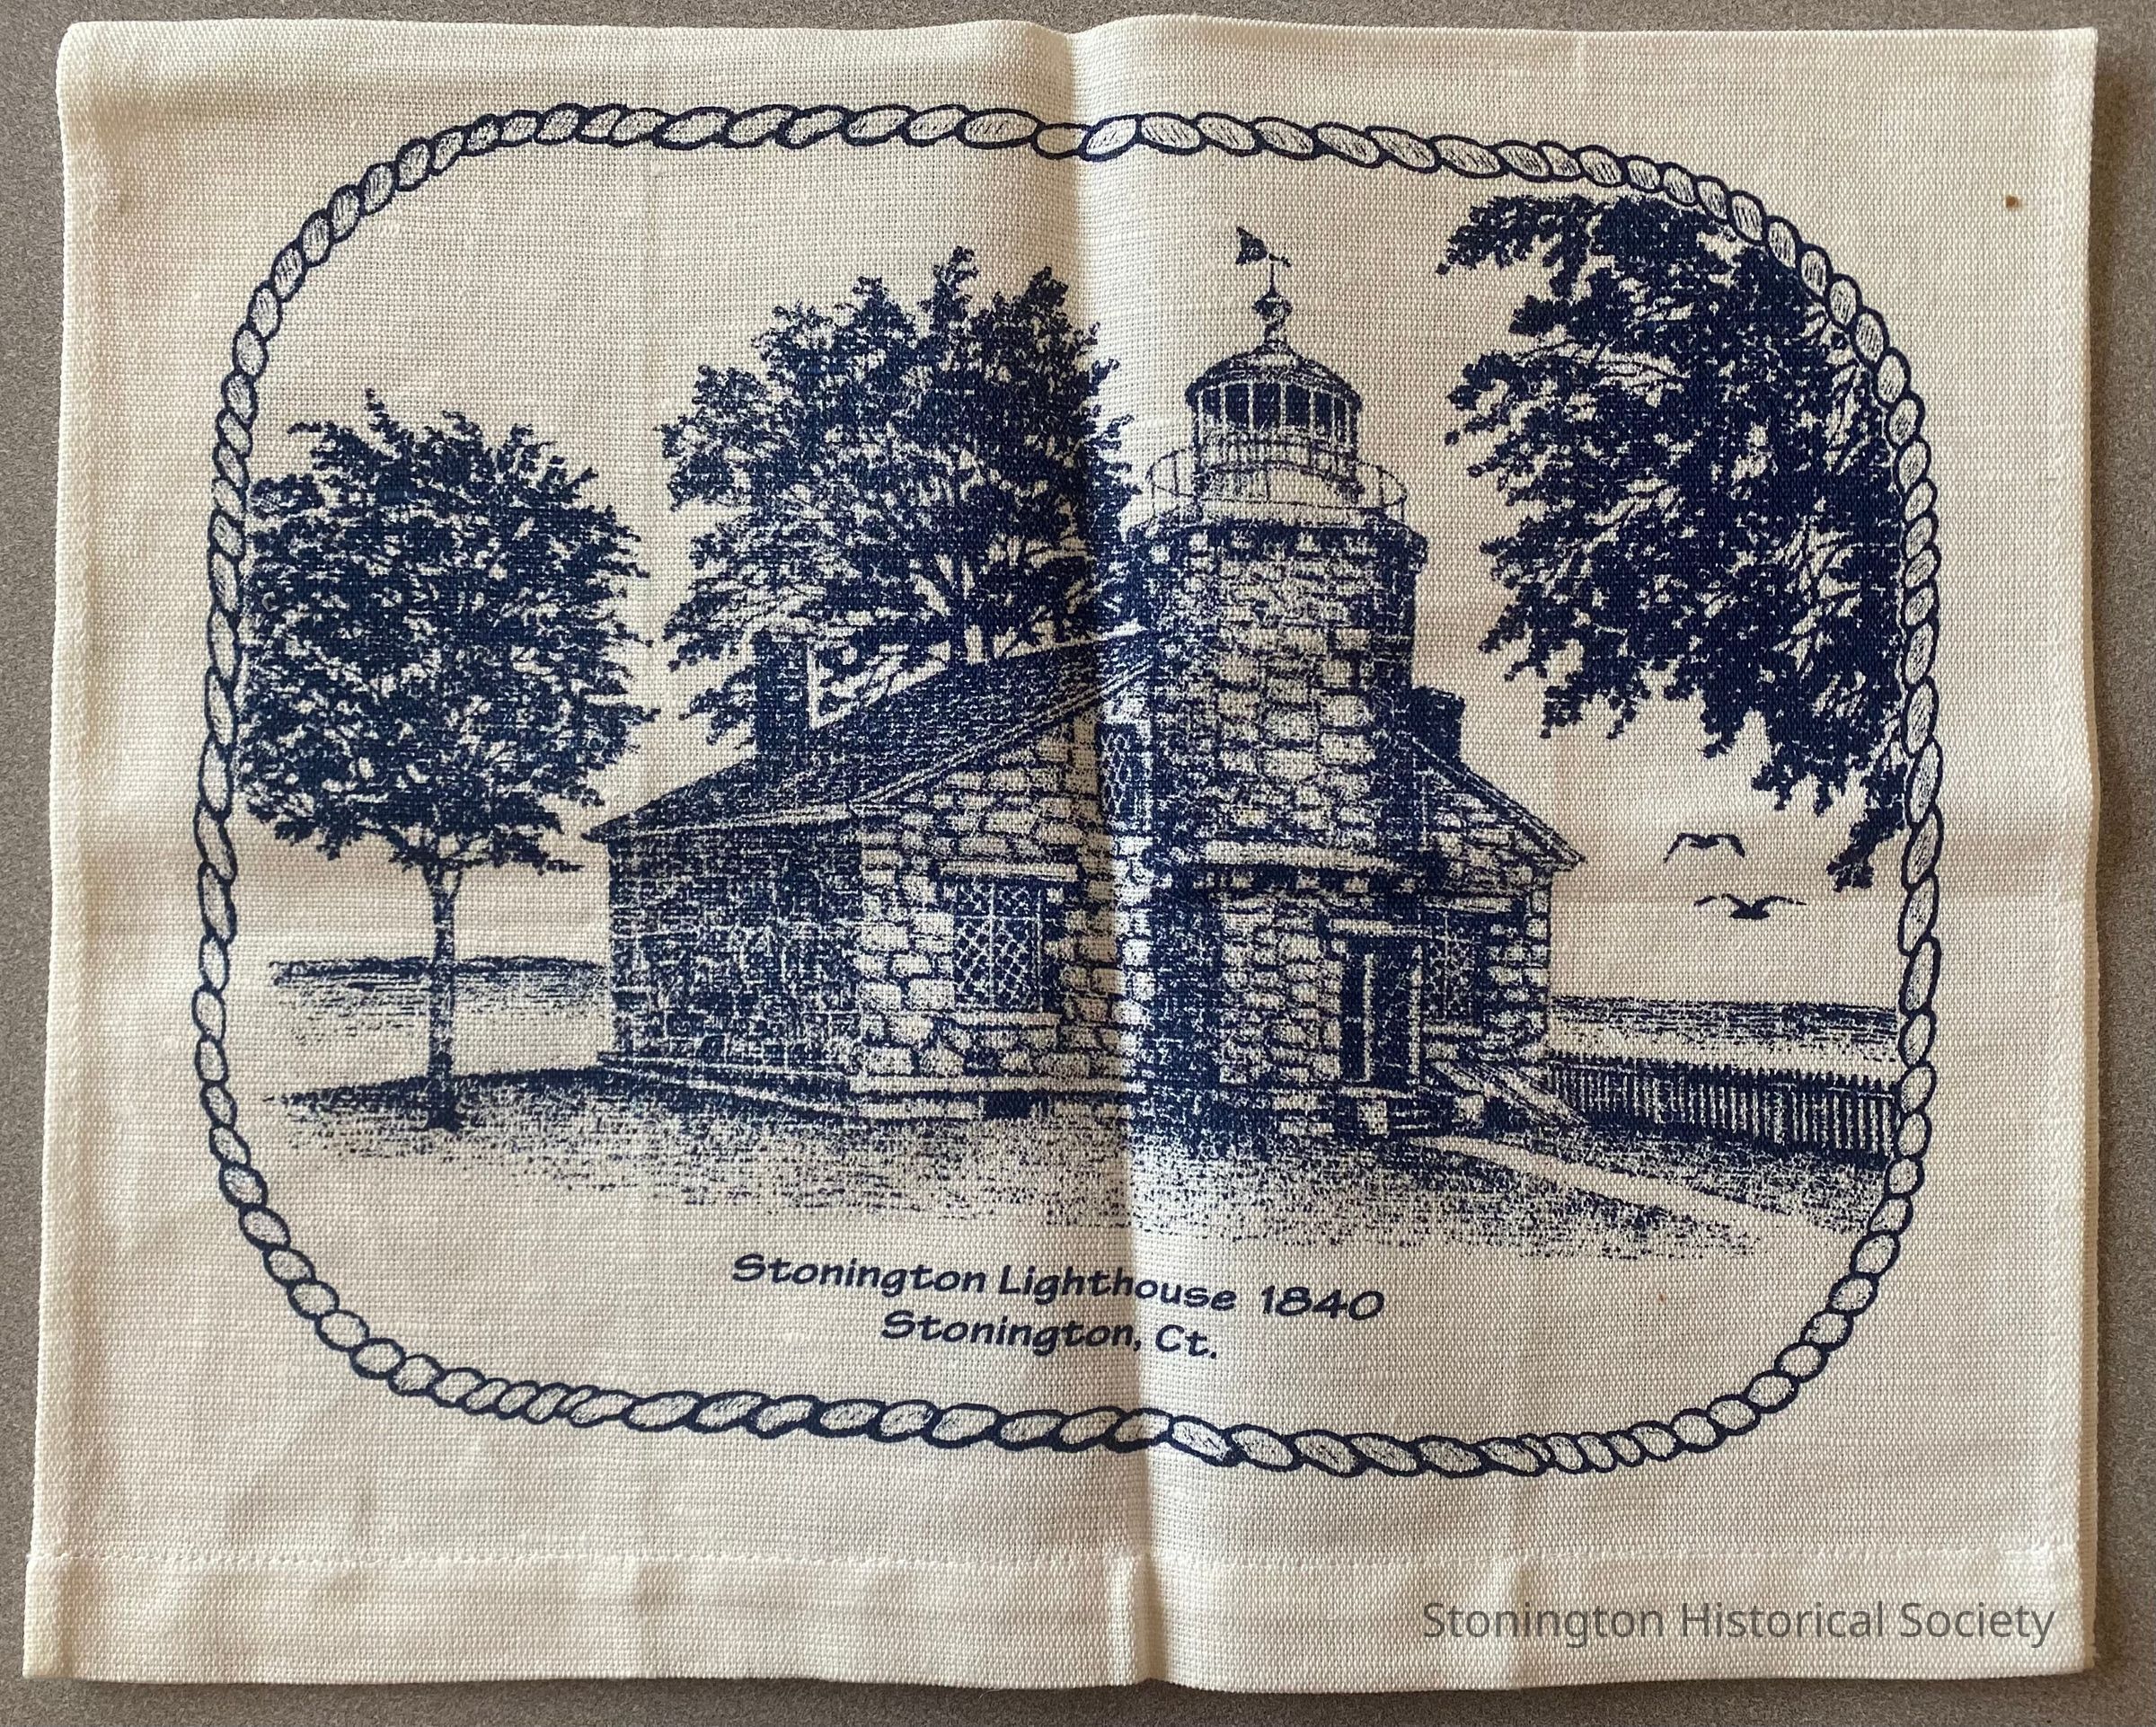 Stonington Lighthouse 1840
Stonington, Ct.
Stonington Historical Society